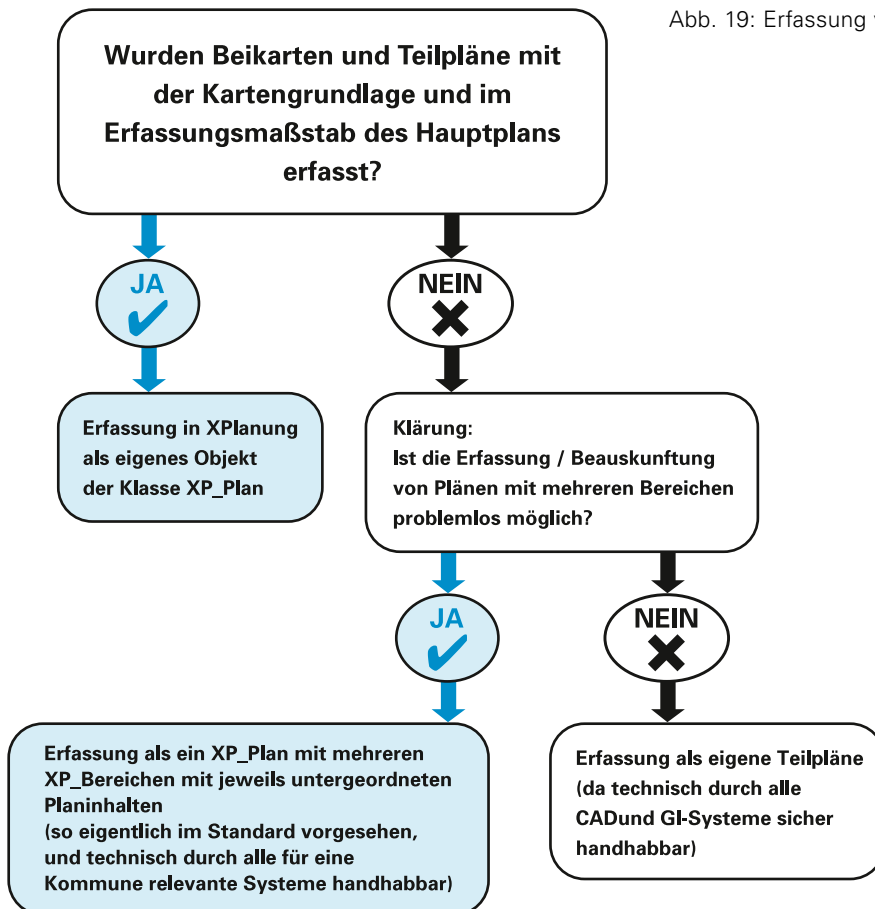 Abb. 19: Erfassung
Wurden Beikarten und Teilpläne mit
der Kartengrundlage und im
Erfassungsmaßstab des Hauptplans
erfasst?
JA
NEIN
Erfassung in XPlanung
als eigenes Objekt
der Klasse XP_Plan
Klärung:
Ist die Erfassung / Beauskunftung
von Plänen mit mehreren Bereichen
problemlos möglich?
JA
NEIN
Erfassung als ein XP_Plan mit mehreren
XP_Bereichen mit jeweils untergeordneten
Planinhalten
(so eigentlich im Standard vorgesehen,
und technisch durch alle für eine
Kommune relevante Systeme handhabbar)
Erfassung als eigene Teilpläne
(da technisch durch alle
CADund GI-Systeme sicher
handhabbar)